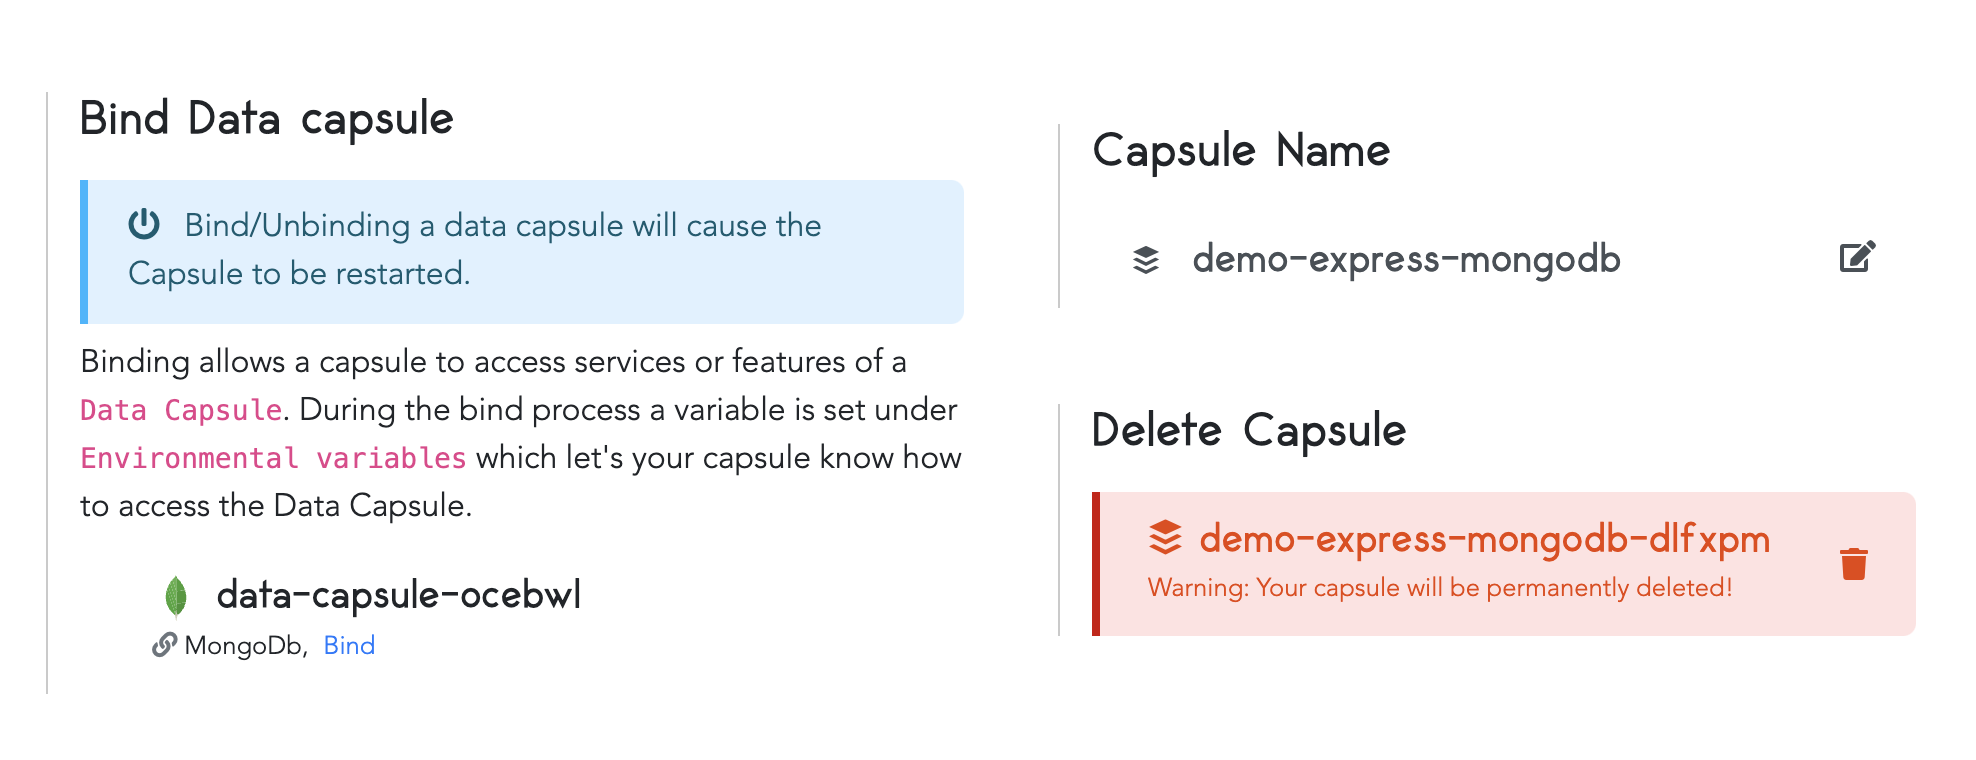 Bind Data capsule
Bind/Unbinding a data capsule will cause the
Capsule to be restarted.
Binding allows a capsule to access services or features of a
Data Capsule. During the bind process a variable is set under
Environmental variables which let's your capsule know how
to access the Data Capsule.
data-capsule-ocebwl
MongoDb, Bind
Capsule Name
demo-express-mongodb
Delete Capsule
demo-express-mongodb-dlfxpm
Warning: Your capsule will be permanently deleted!